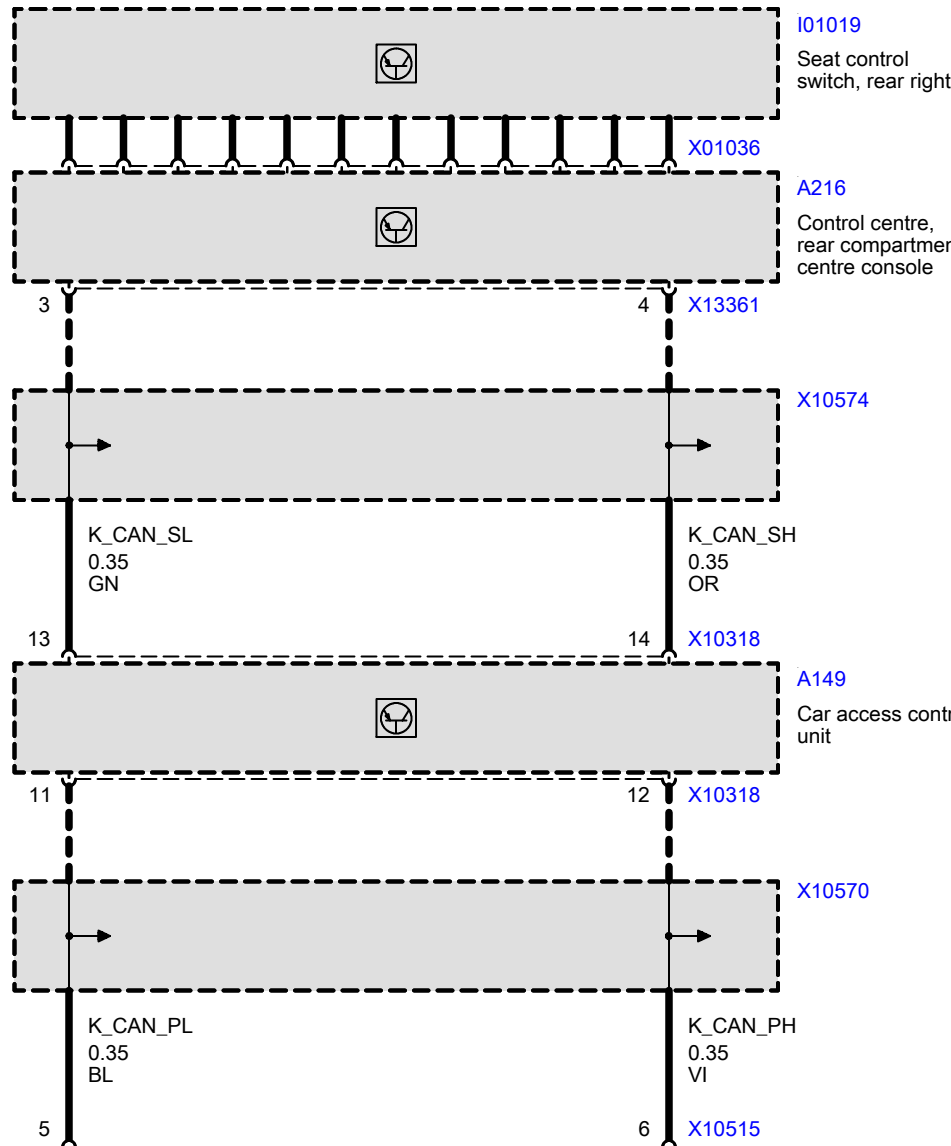 I01019
Seat control
switch, rear right
X01036
A216
Control centre,
rear
centre console
3
4 X13361
X10574
K_CAN_SL
0.35
GN
K_CAN_SH
0.35
OR
13
14 X10318
A149
Car access
unit
11
12 X10318
X10570
K_CAN_PL
0.35
BL
K_CAN_PH
0.35
VI
5
6 X10515